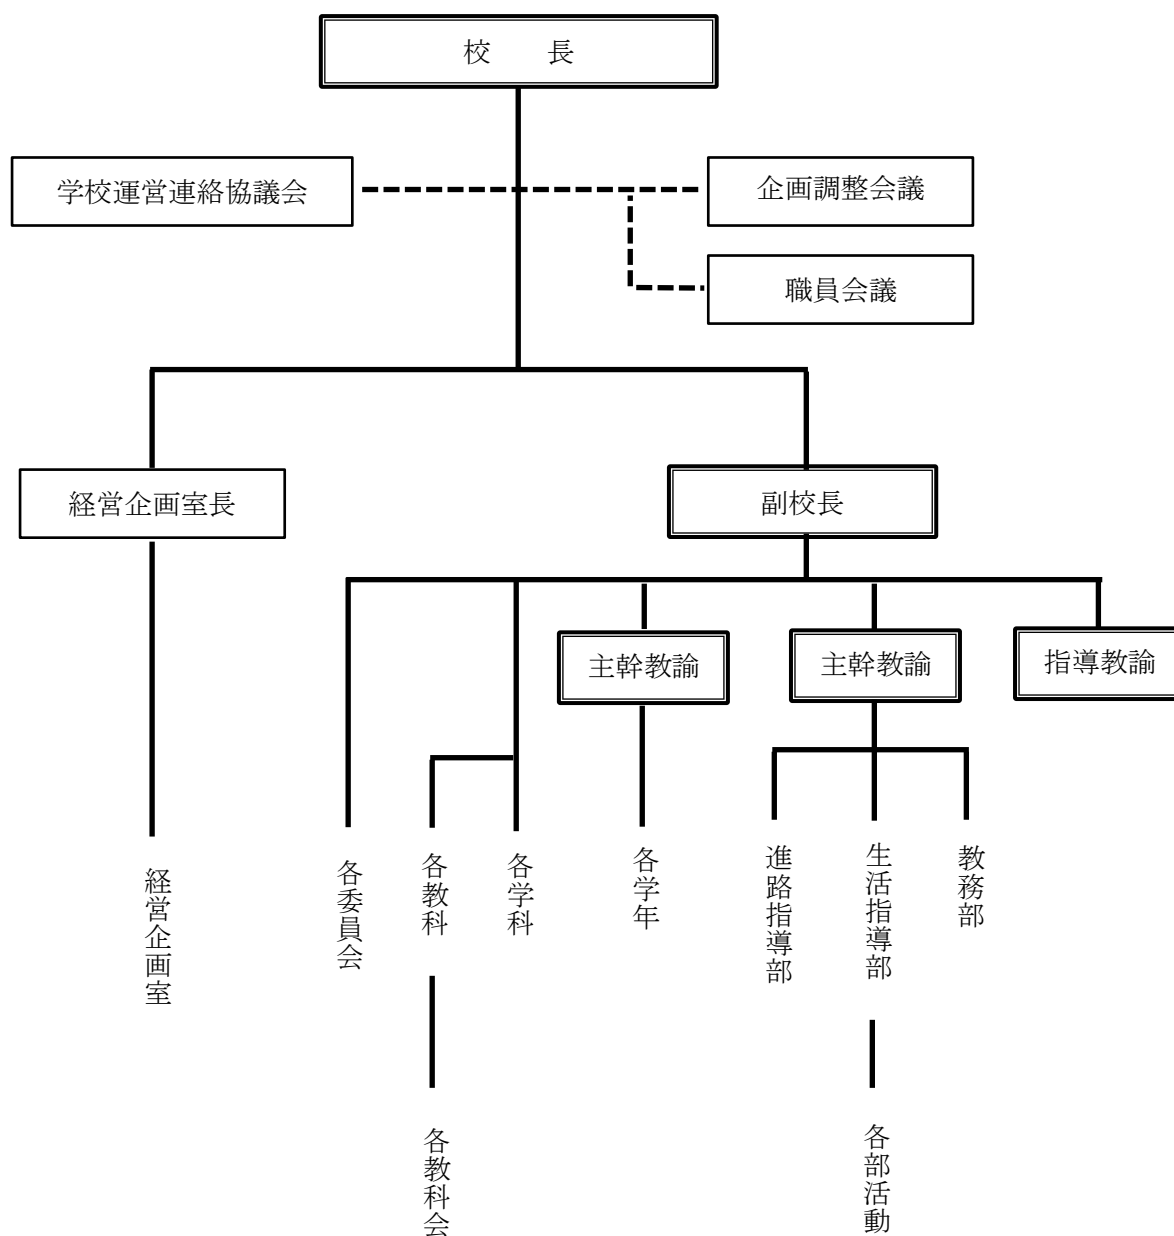 校　　長
学校運営連絡協議会
企画調整会議
職員会議
経営企画室長
副校長
主幹教諭
主幹教諭
指導教諭
経営企画室
各委員会
各教科
各学科
各学年
進路指導部
生活指導部
教務部
各教科会
各部活動